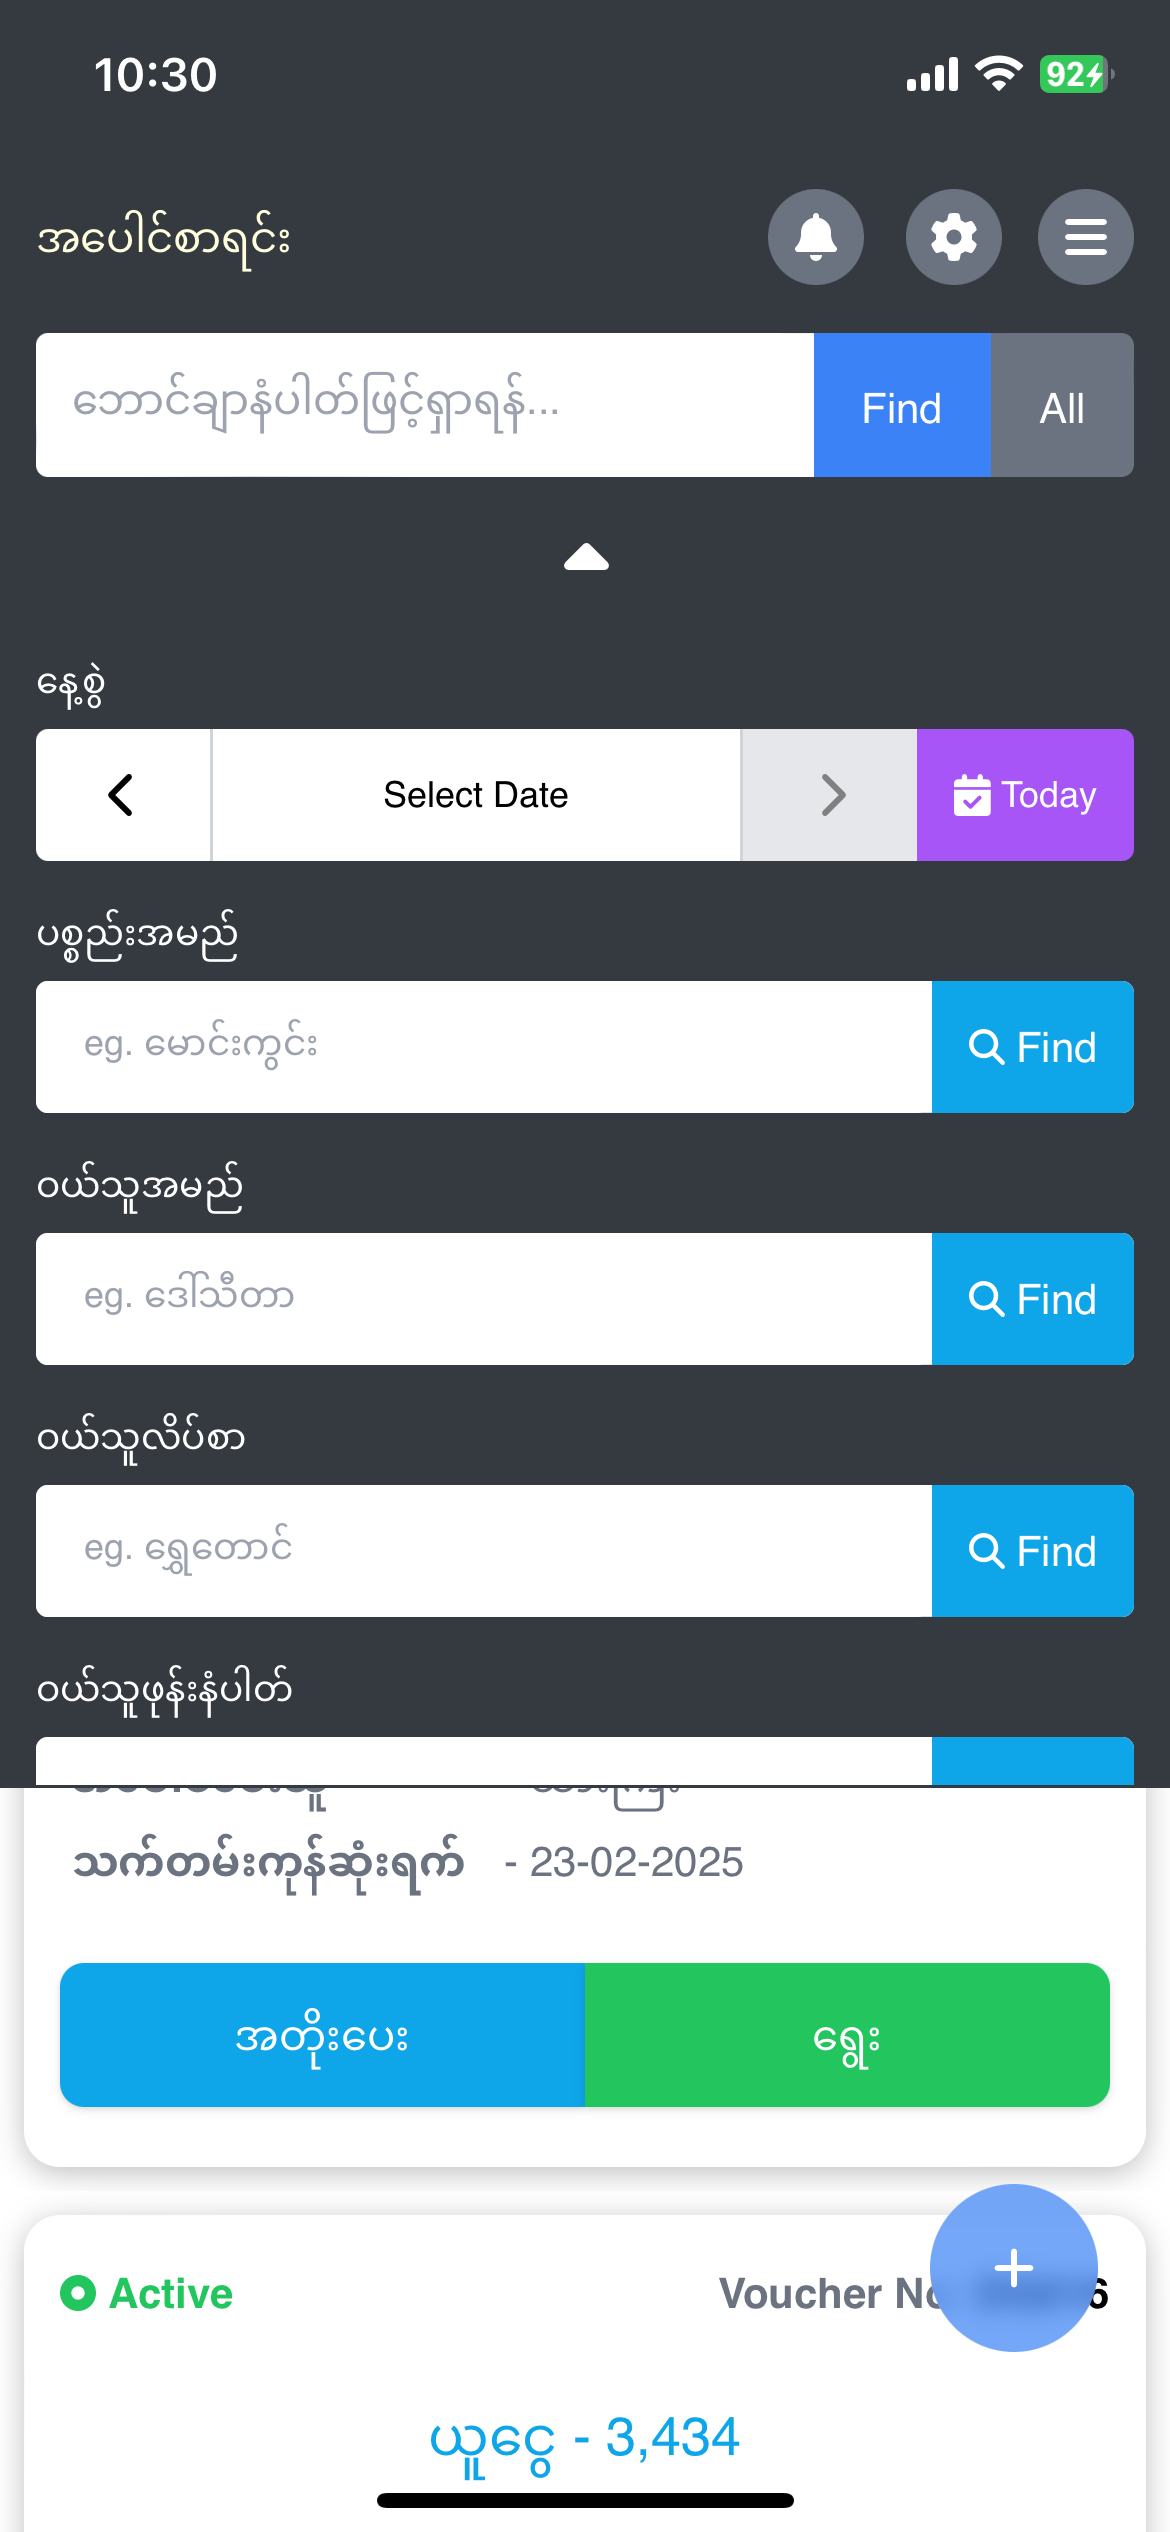 10:30
92
အပေါင်စာရင်း
ဘောင်ချာနံပါတ်ဖြင့်ရှာရန်...
Find
All
နေ့စွဲ
Select Date
Today
ပစ္စည်းအမည်
eg. မောင်းကွင်း
Find
ဝယ်သူအမည်
eg. ဒေါ်သီတာ
Find
ဝယ်သူလိပ်စာ
eg. ရွှေတောင်
Find
ဝယ်သူဖုန်းနံပါတ်
သက်တမ်းကုန်ဆုံးရက် - 23-02-2025
အတိုးပေး
ရွေး
Active
Voucher
6
ယူငွေ - 3,434